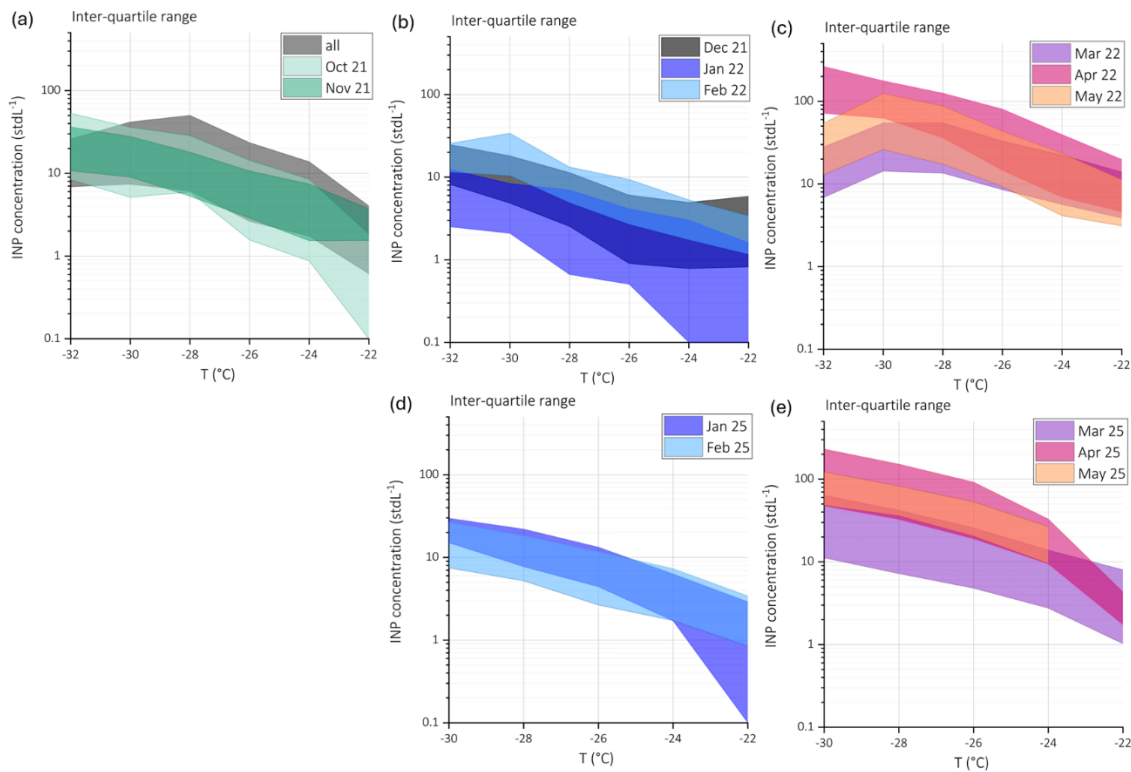 (a)
Inter-quartile range
all
Oct 21
Nov 21
INP concentration (stdL⁻¹)
100
10
1
0.1
-32
-30
-28
-26
-24
-22
T (°C)
(b)
Inter-quartile range
Dec 21
Jan 22
Feb 22
INP concentration (stdL⁻¹)
100
10
1
0.1
-32
-30
-28
-26
-24
-22
T (°C)
(c)
Inter-quartile range
Mar 22
Apr 22
May 22
INP concentration (stdL⁻¹)
100
10
1
0.1
-32
-30
-28
-26
-24
-22
T (°C)
(d)
Inter-quartile range
Jan 25
Feb 25
INP concentration (stdL⁻¹)
100
10
1
0.1
-30
-28
-26
-24
-22
T (°C)
(e)
Inter-quartile range
Mar 25
Apr 25
May 25
INP concentration (stdL⁻¹)
100
10
1
0.1
-30
-28
-26
-24
-22
T (°C)